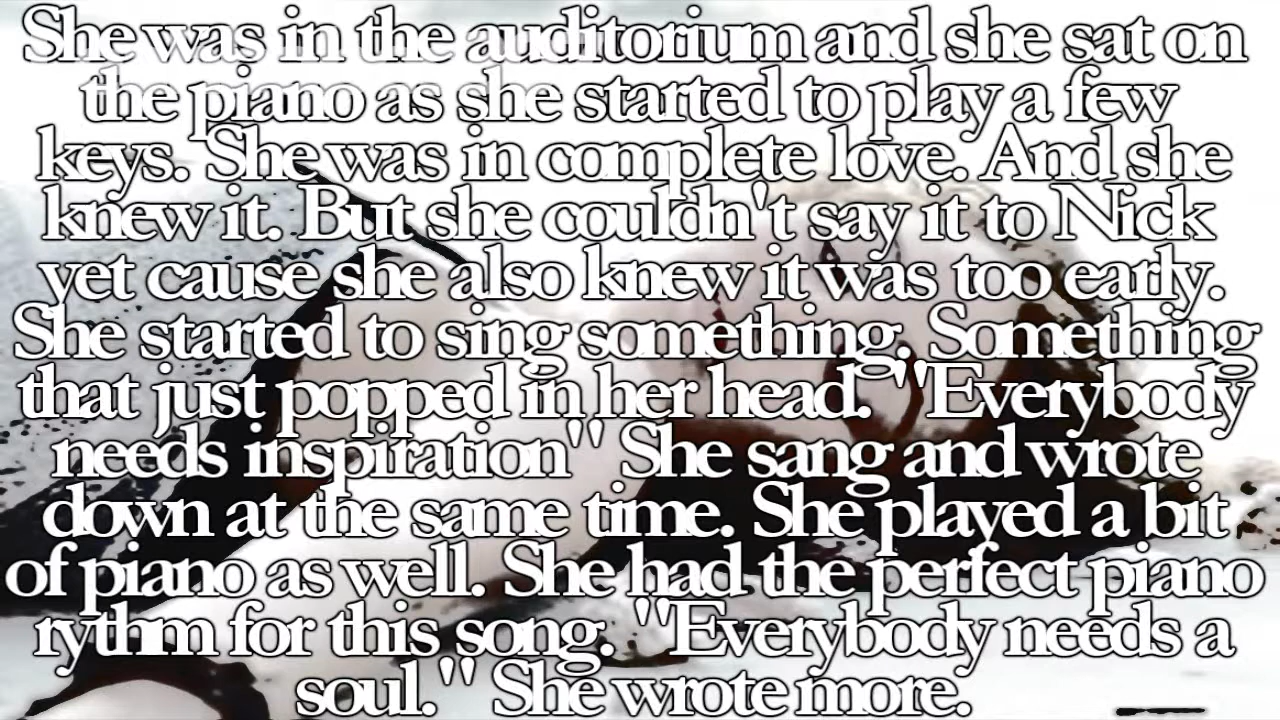 She was in the auditorium and she sat on
the piano as she started to play a few
keys. She was in complete love. And she
knew it. But she couldn't say it to Nick
yet cause she also knew it was too early.
She started to sing something. Something
that just popped in her head. "Everybody
needs inspiration" She sang and wrote
down at the same time. She played a bit
of piano as well. She had the perfect piano
rythm for this song. "Everybody needs a
soul." She wrote more.